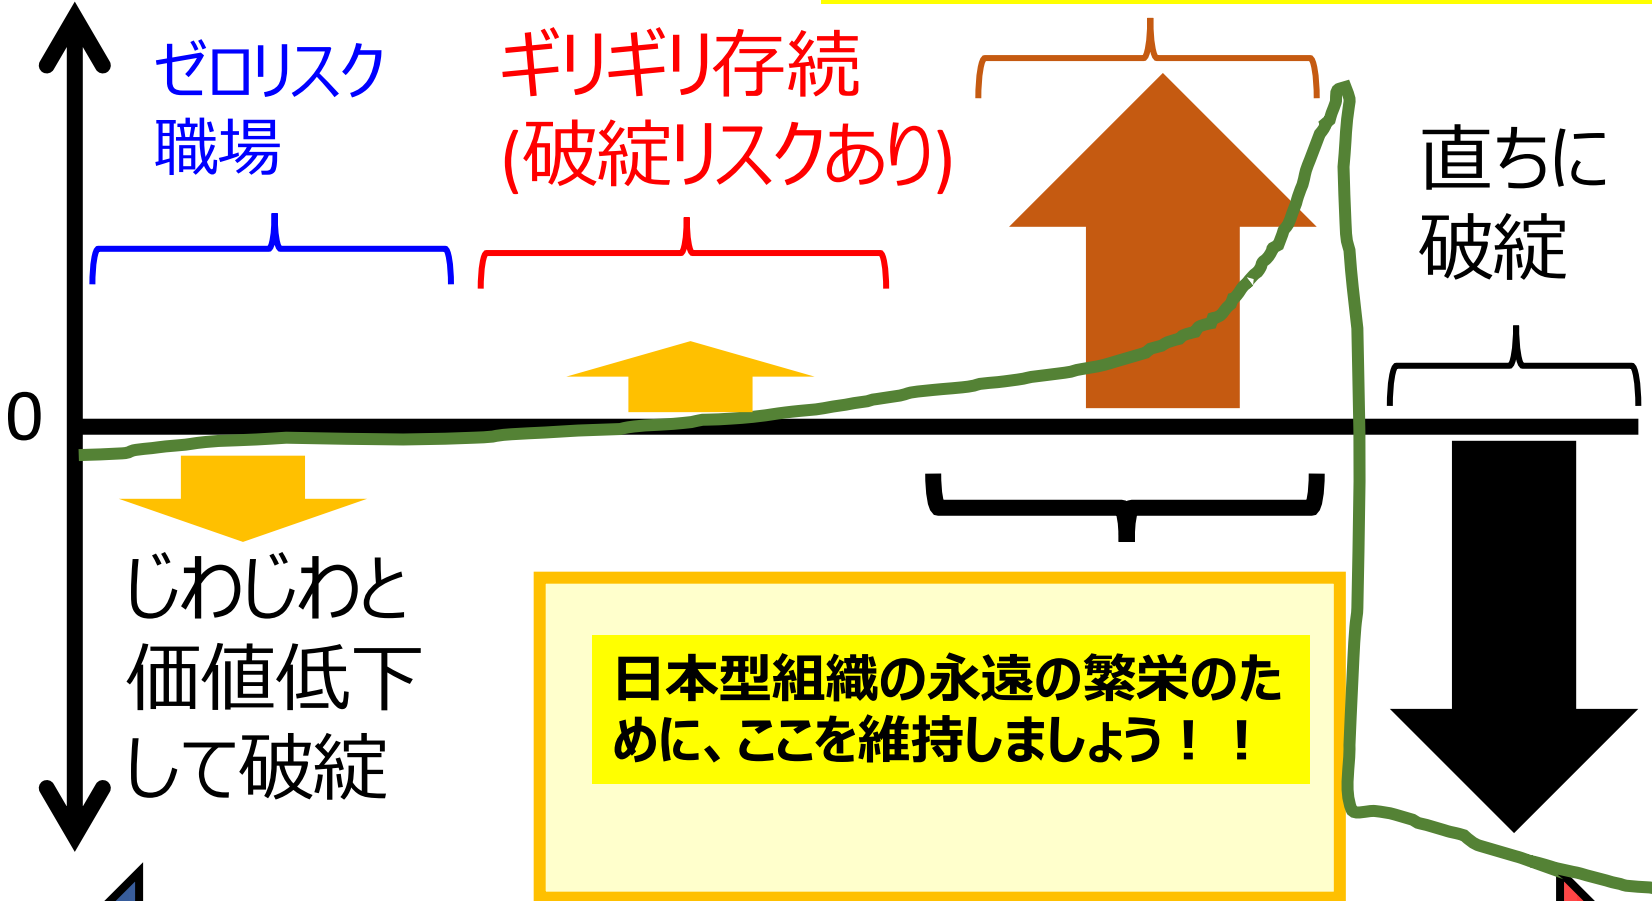 ゼロリスク
職場
ギリギリ存続
(破綻リスクあり)
直ちに
破綻
0
じわじわと
価値低下
して破綻
日本型組織の永遠の繁栄のた
めに、ここを維持しましょう！！